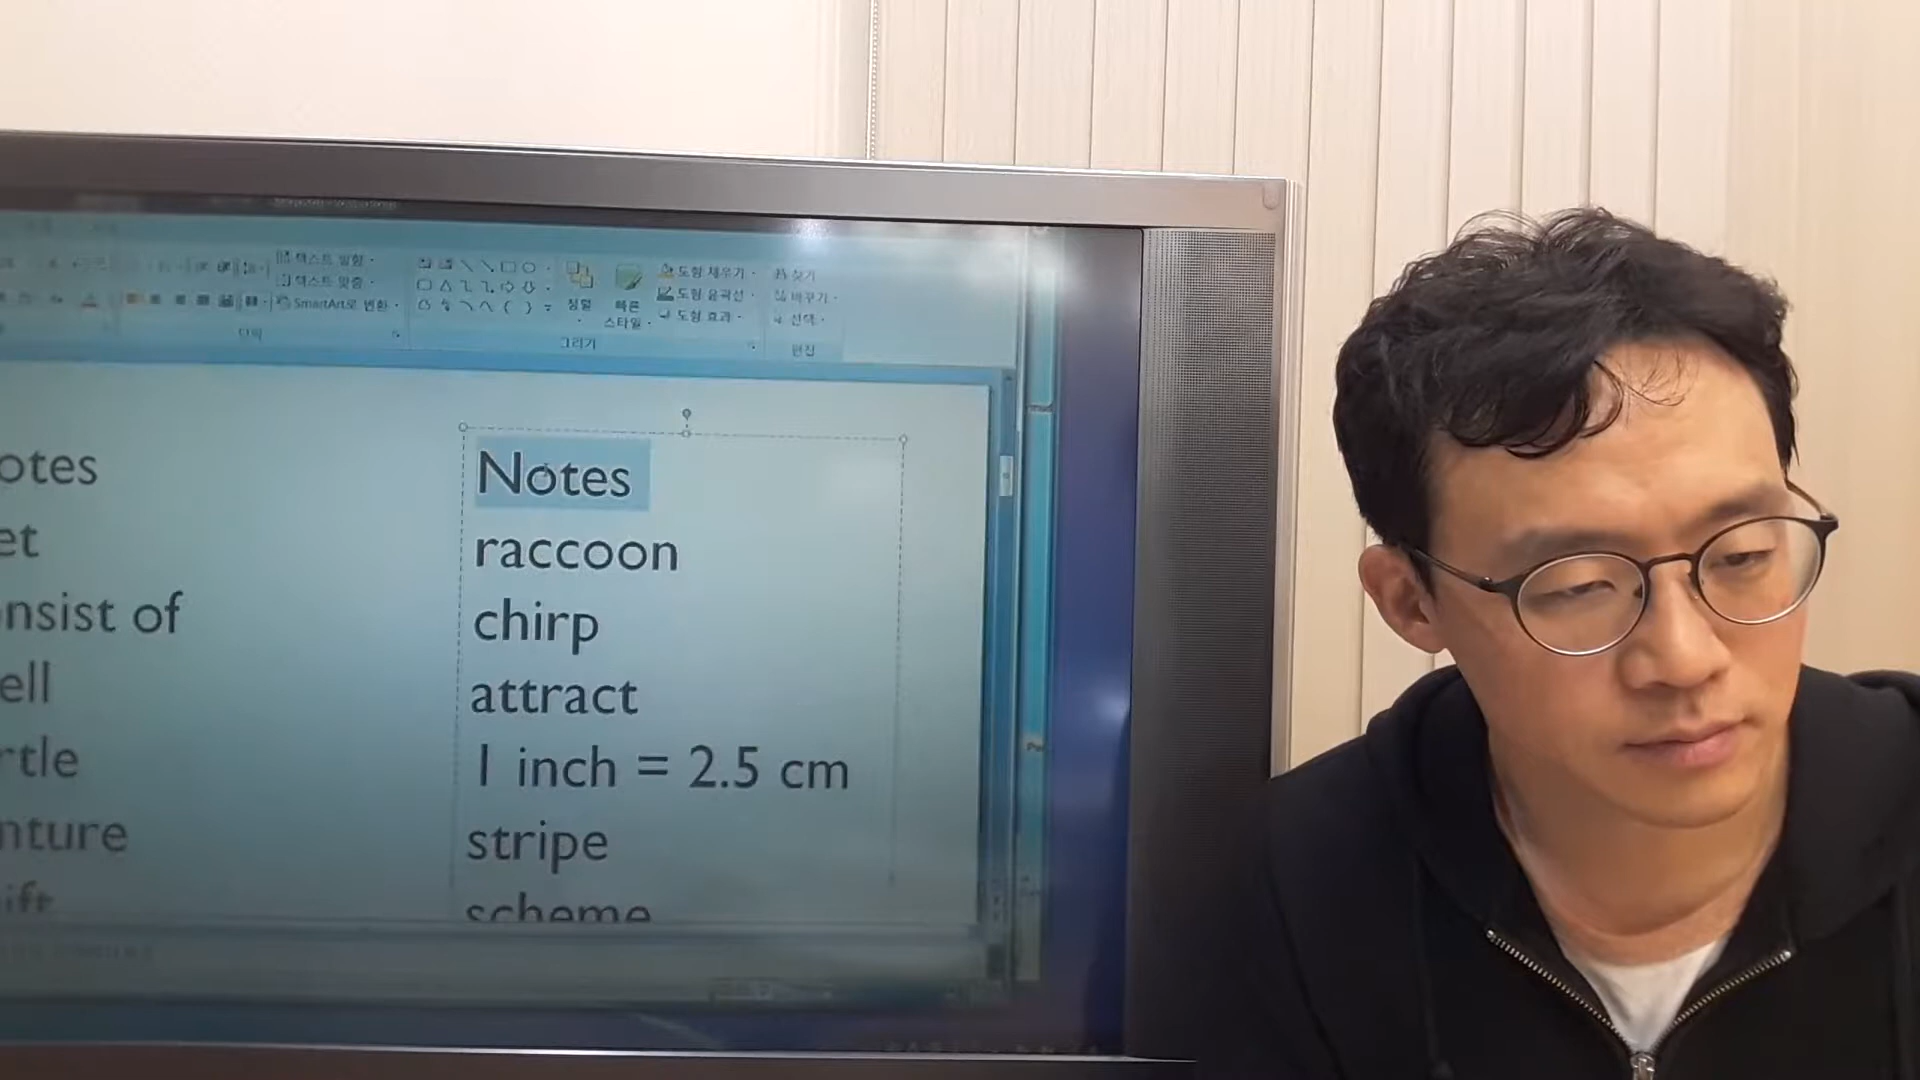 텍스트 방향
텍스트 맞춤
SmartArt로 변환
단락
정렬
빠른
스타일
도형 채우기
도형 윤곽선
도형 효과
그리기
찾기
바꾸기
선택
편집
otes
et
nsist of
ell
rtle
nture
ift
Notes
raccoon
chirp
attract
1 inch = 2.5 cm
stripe
scheme